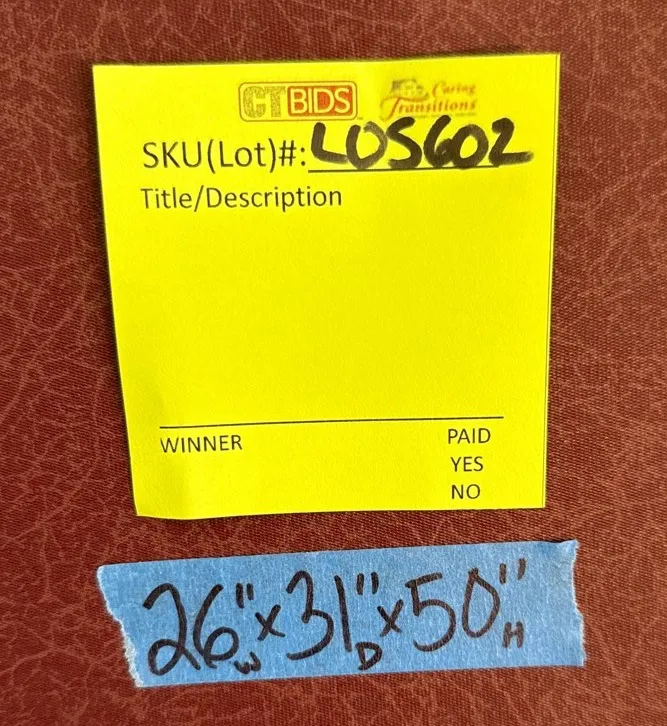 CTBIDS Caring Transitions
SKU(Lot)#: LOS602
Title/Description
WINNER PAID
YES
NO
26"W x 31"D x 50"H